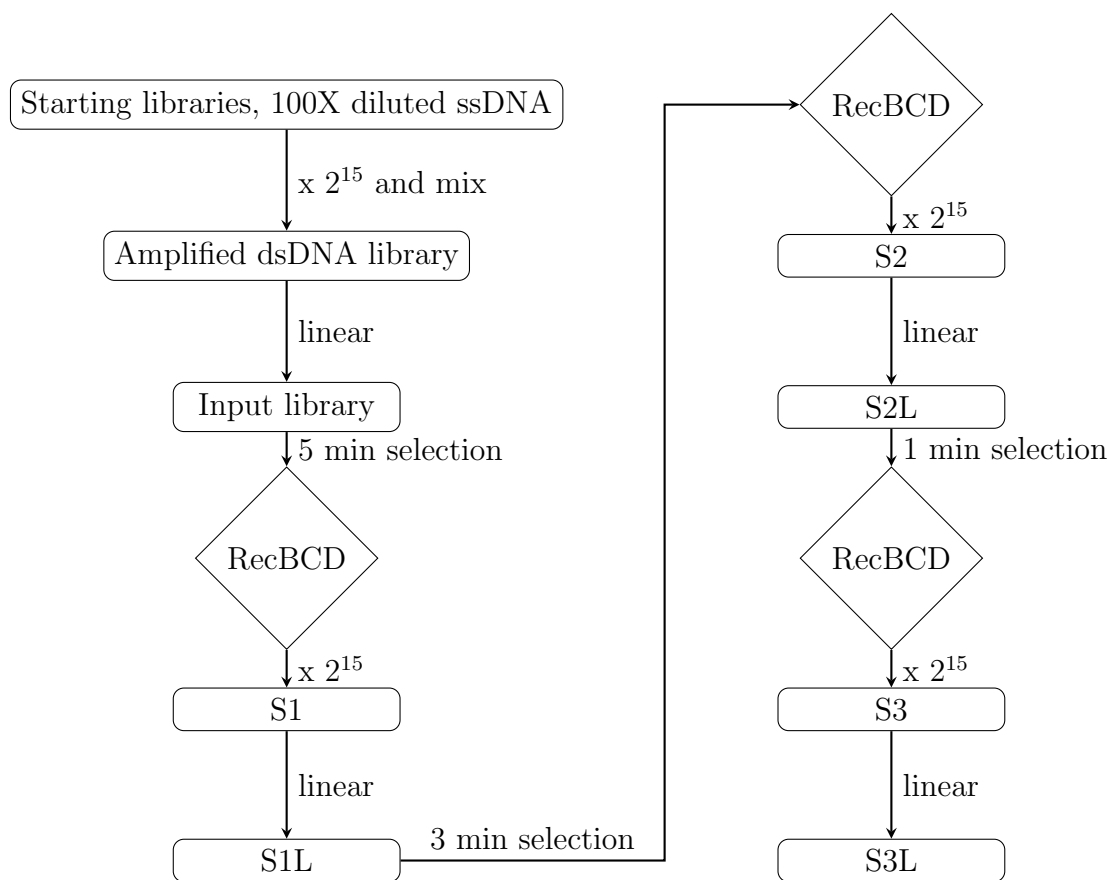 Starting libraries, 100X diluted ssDNA
x 2^15 and mix
Amplified dsDNA library
linear
Input library
5 min selection
RecBCD
x 2^15
S1
linear
S1L
3 min selection
RecBCD
x 2^15
S2
linear
S2L
1 min selection
RecBCD
x 2^15
S3
linear
S3L